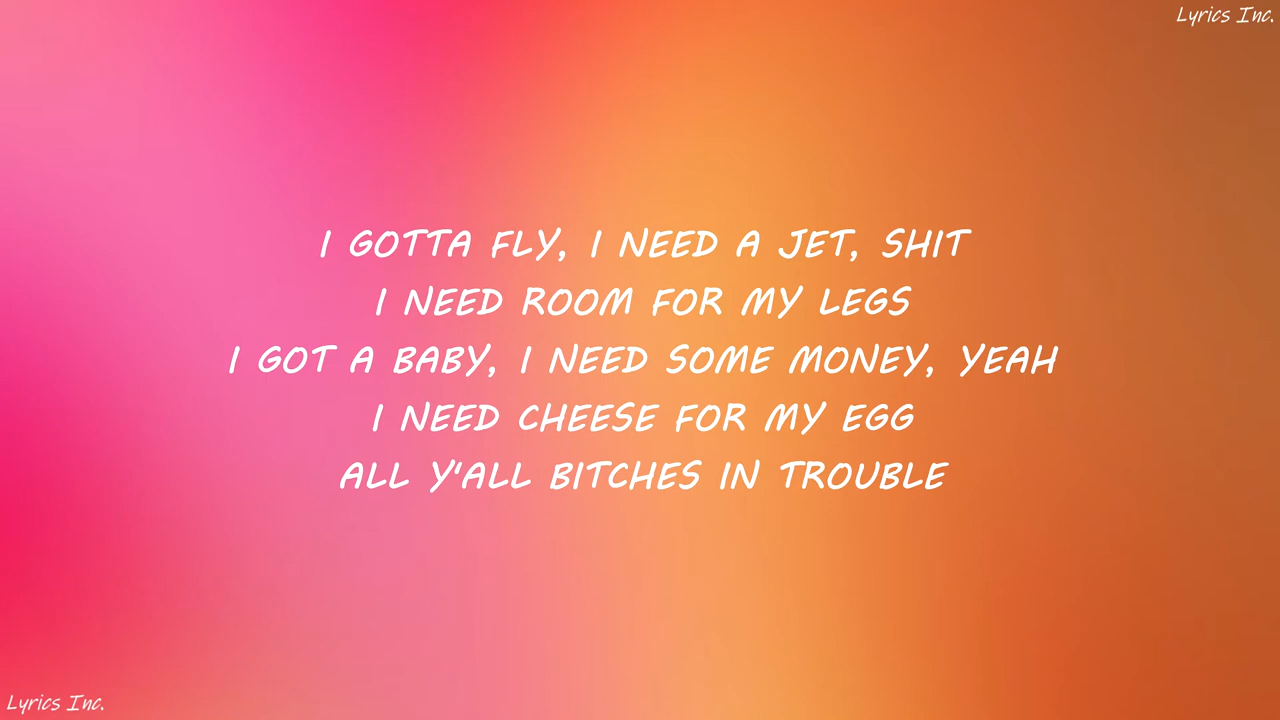 Lyrics Inc.
I GOTTA FLY, I NEED A JET, SHIT
I NEED ROOM FOR MY LEGS
I GOT A BABY, I NEED SOME MONEY, YEAH
I NEED CHEESE FOR MY EGG
ALL Y'ALL BITCHES IN TROUBLE
Lyrics Inc.